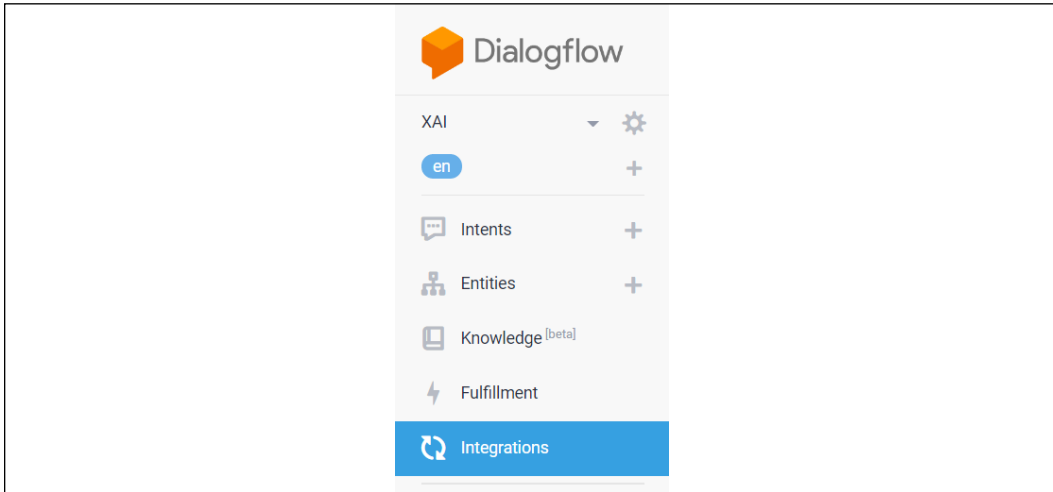 Dialogflow
XAI
en
Intents
Entities
Knowledge [beta]
Fulfillment
Integrations